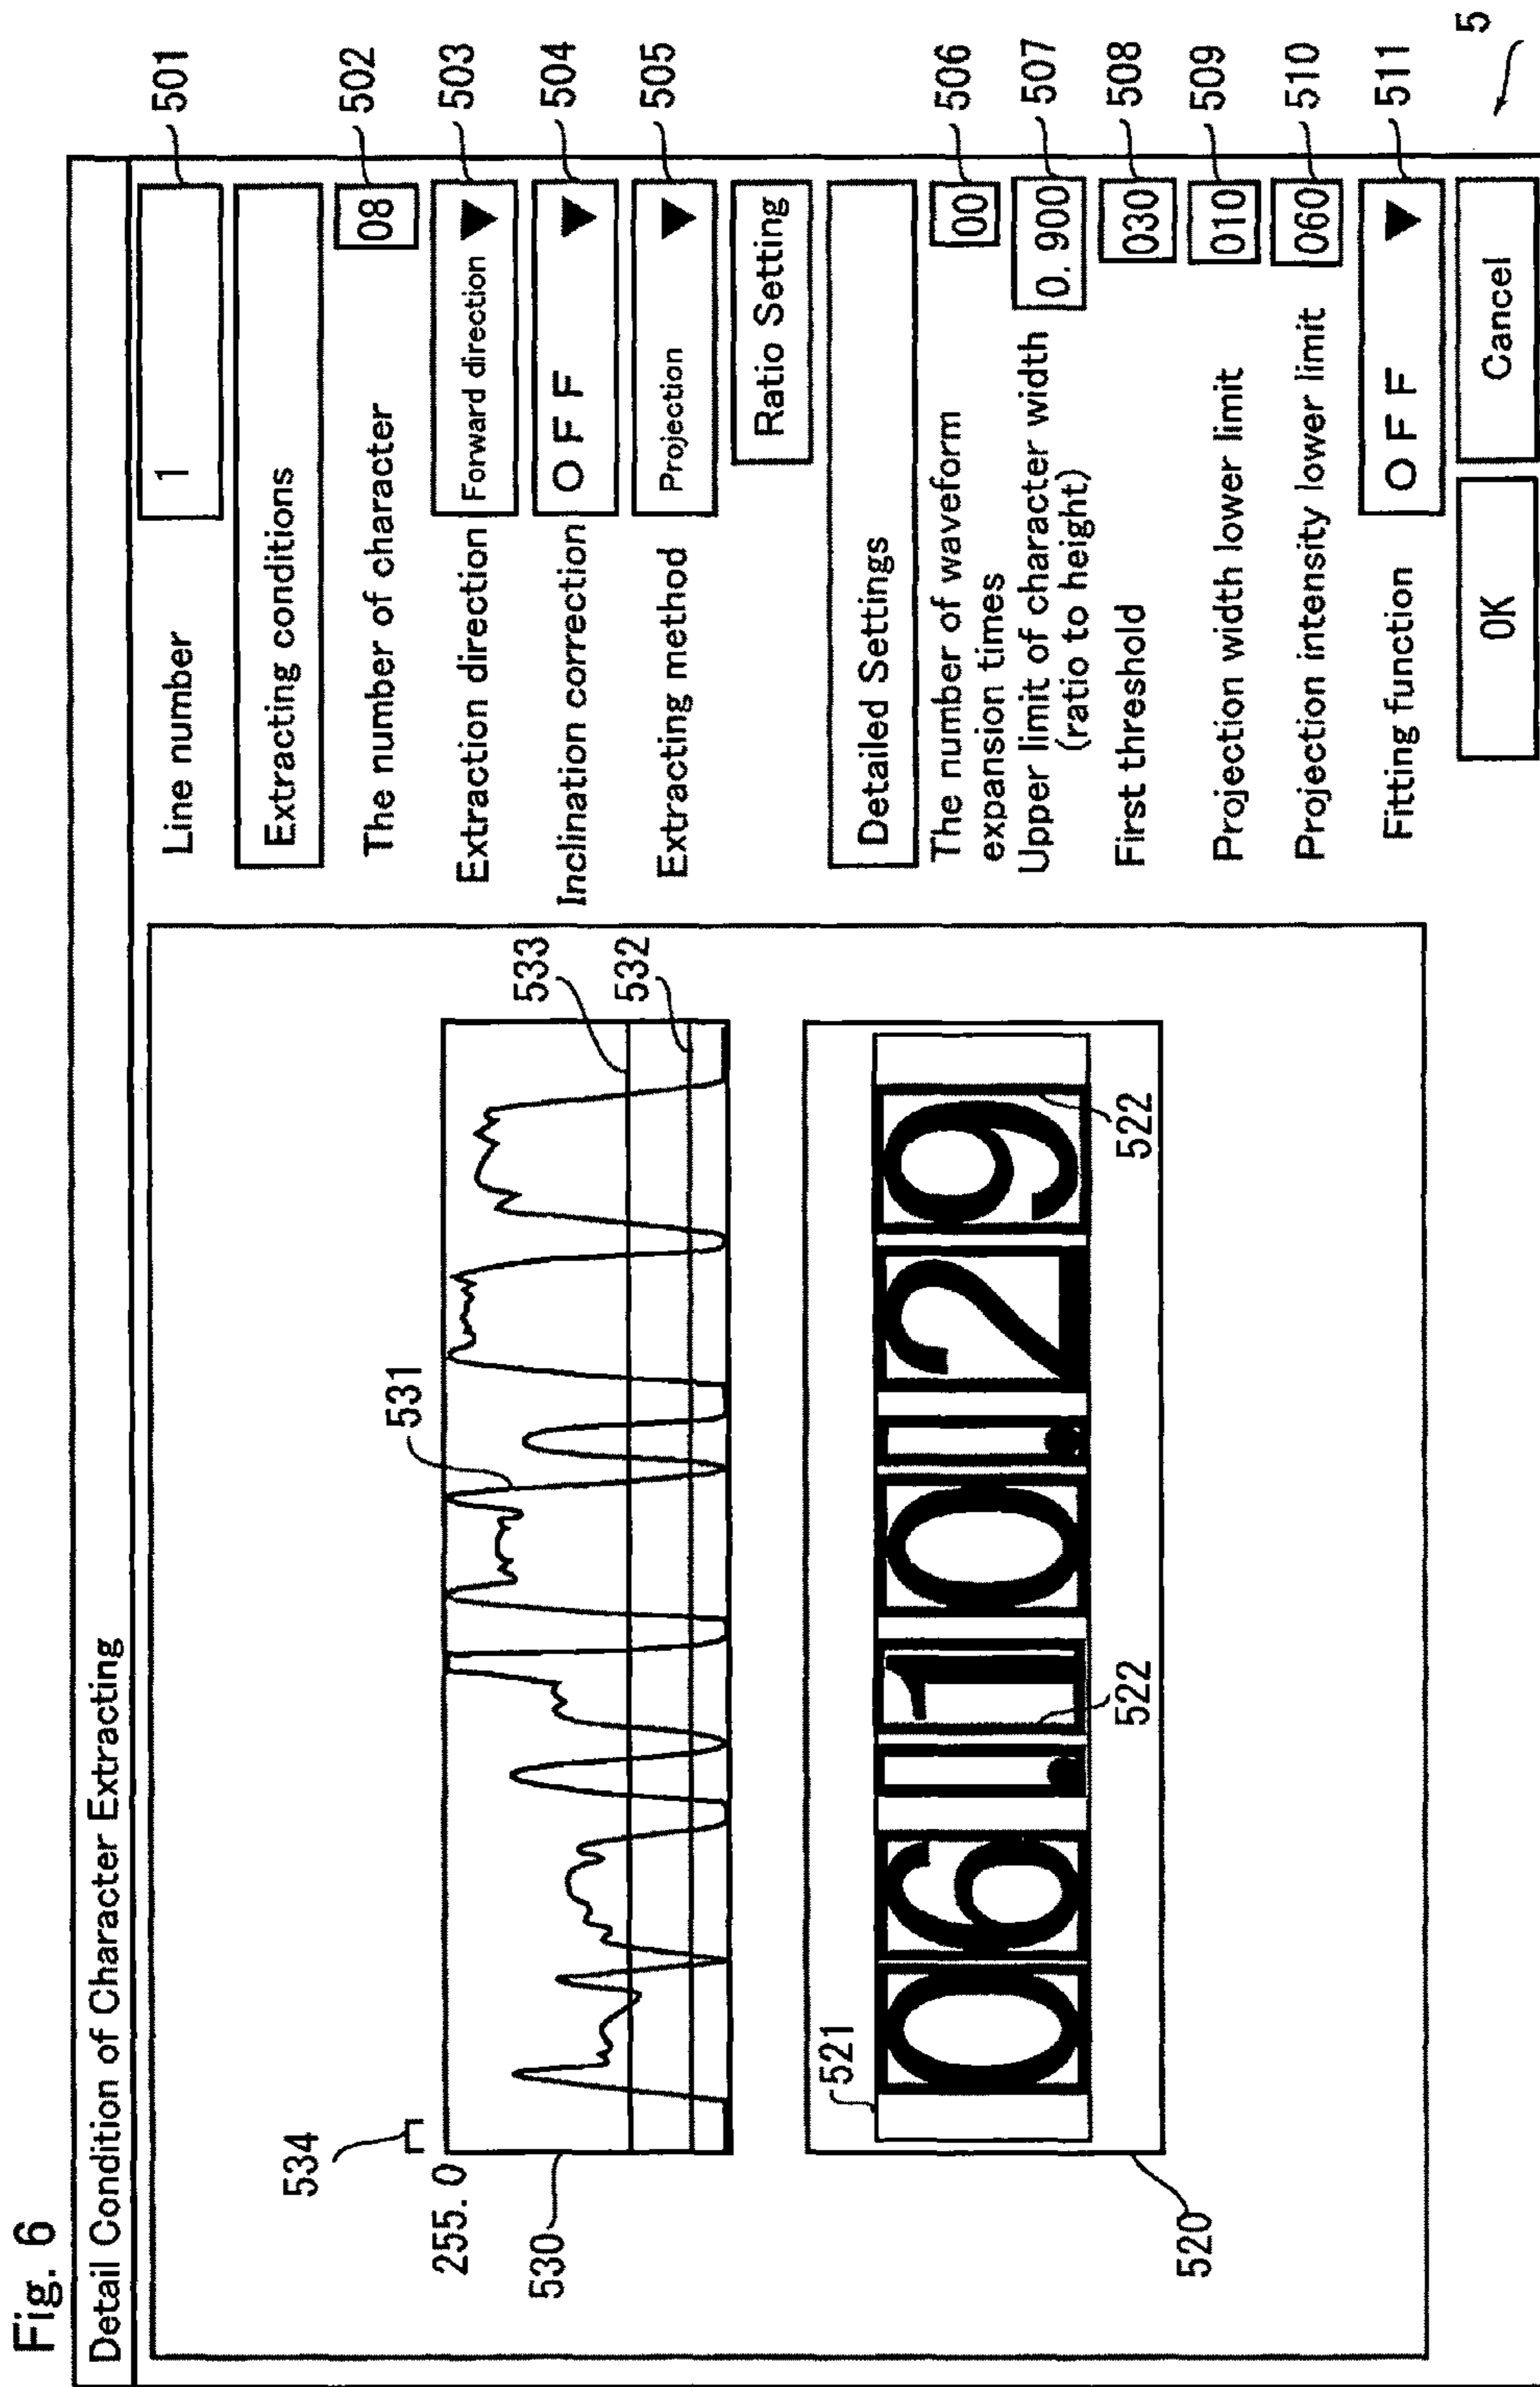 Fig. 6
Detail Condition of Character Extracting
534
255. 0
530
531
533
532
521
06.10.29
522
522
520
Line number 1 501
Extracting conditions
The number of character 08 502
Extraction direction Forward direction ▼ 503
Inclination correction OFF ▼ 504
Extracting method Projection ▼ 505
Ratio Setting
Detailed Settings
The number of waveform
expansion times 00 506
Upper limit of character width
(ratio to height) 0. 900 507
First threshold 030 508
Projection width lower limit 010 509
Projection intensity lower limit 060 510
Fitting function OFF ▼ 511
OK Cancel
5